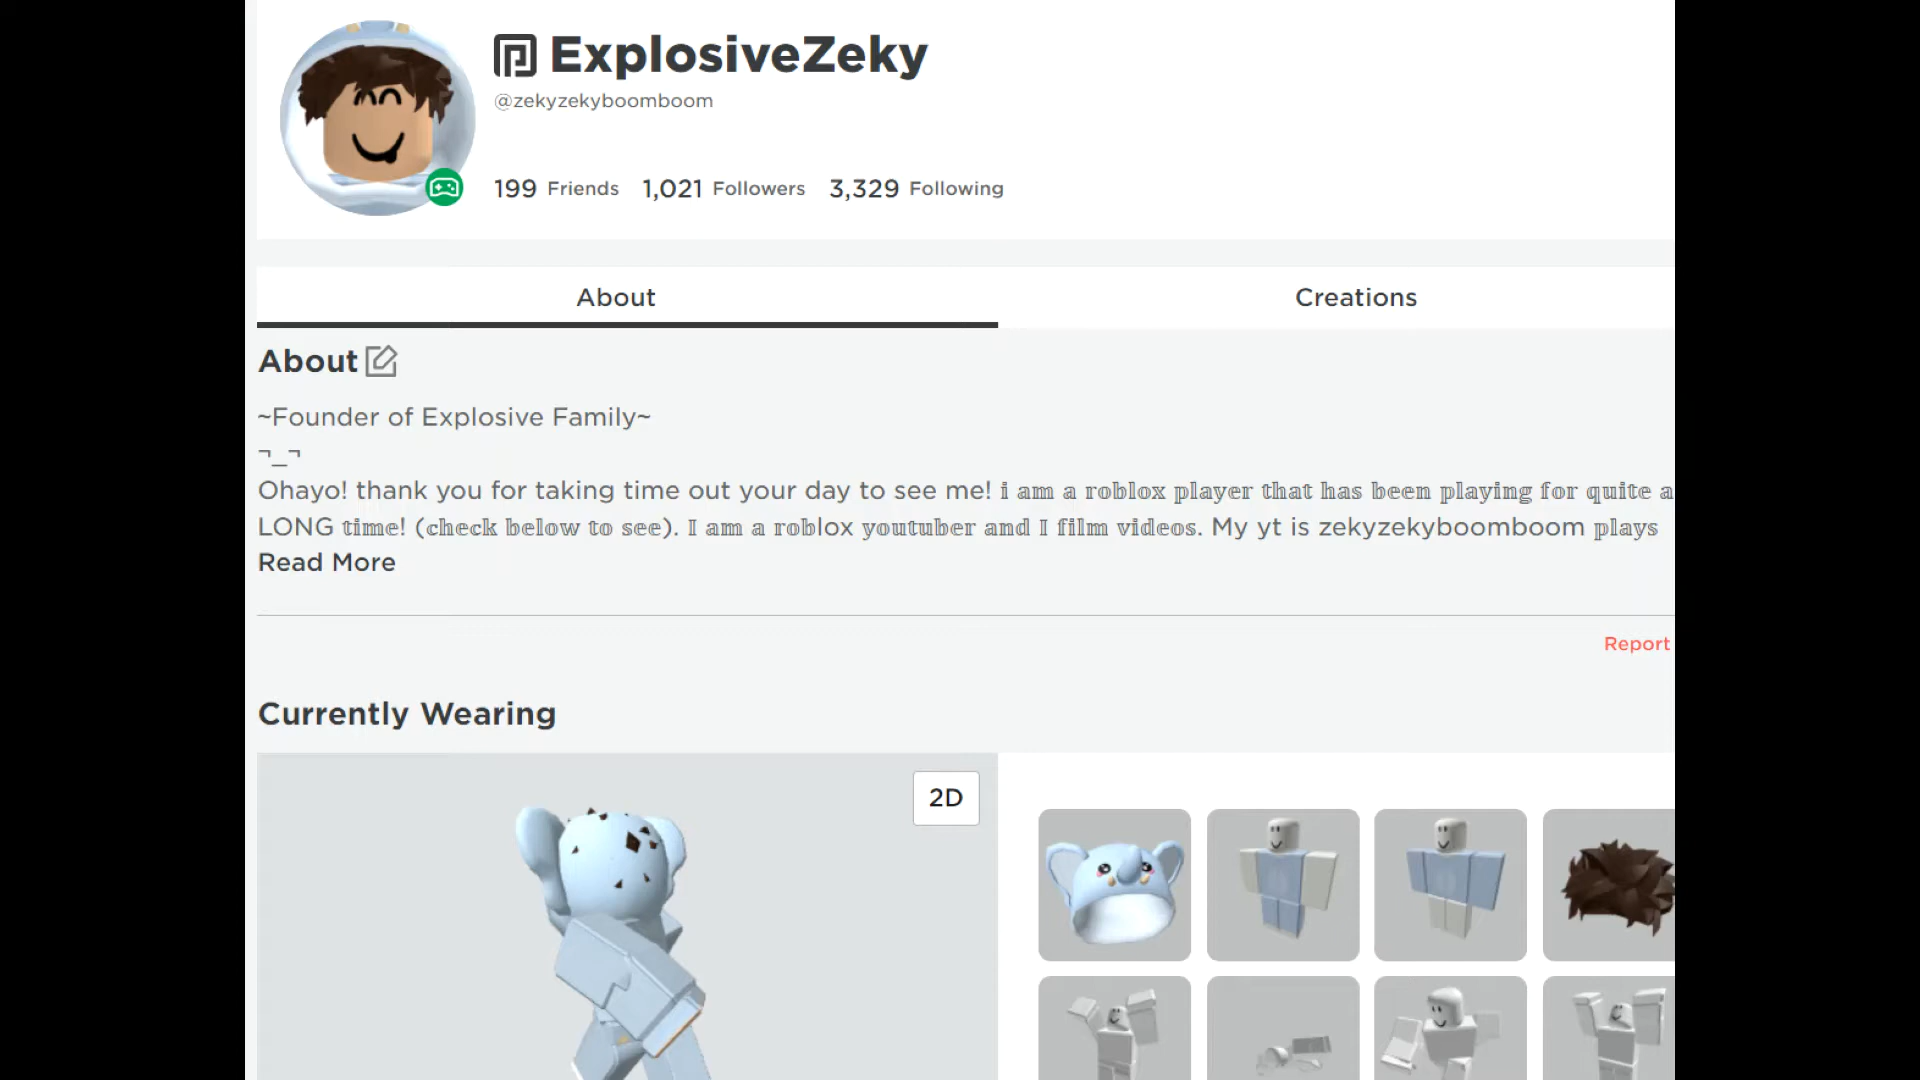 ExplosiveZeky
@zekyzekyboomboom
199 Friends 1,021 Followers 3,329 Following
About Creations
About
~Founder of Explosive Family~
¬_¬
Ohayo! thank you for taking time out your day to see me! 𝕚 𝕒𝕞 𝕒 𝕣𝕠𝕓𝕝𝕠𝕩 𝕡𝕝𝕒𝕪𝕖𝕣 𝕥𝕙𝕒𝕥 𝕙𝕒𝕤 𝕓𝕖𝕖𝕟 𝕡𝕝𝕒𝕪𝕚𝕟𝕘 𝕗𝕠𝕣 𝕢𝕦𝕚𝕥𝕖 𝕒
LONG 𝕥𝕚𝕞𝕖! (𝕔𝕙𝕖𝕔𝕜 𝕓𝕖𝕝𝕠𝕨 𝕥𝕠 𝕤𝕖𝕖). 𝕀 𝕒𝕞 𝕒 𝕣𝕠𝕓𝕝𝕠𝕩 𝕪𝕠𝕦𝕥𝕦𝕓𝕖𝕣 𝕒𝕟𝕕 𝕀 𝕗𝕚𝕝𝕞 𝕧𝕚𝕕𝕖𝕠𝕤. My yt is zekyzekyboomboom 𝕡𝕝𝕒𝕪𝕤
Read More
Report
Currently Wearing
2D